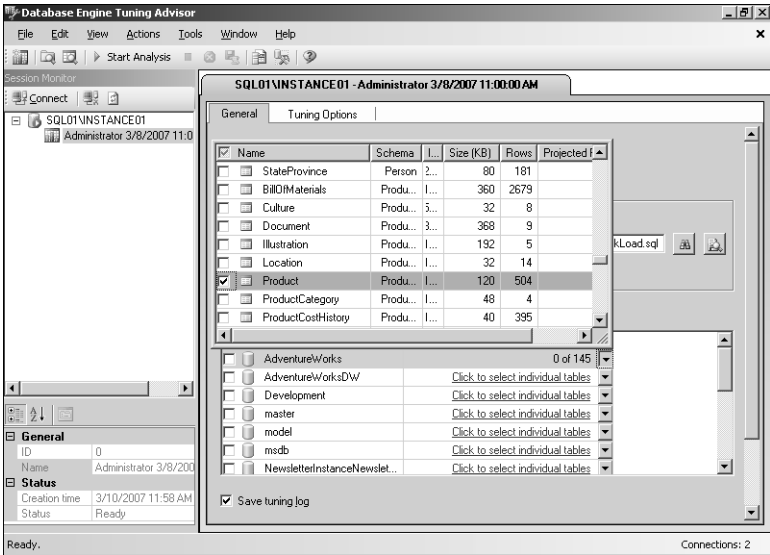 Database Engine Tuning Advisor
File Edit View Actions Tools Window Help
Start Analysis
Session Monitor
Connect
SQL01\INSTANCE01
Administrator 3/8/2007 11:0
SQL01\INSTANCE01 - Administrator 3/8/2007 11:00:00 AM
General Tuning Options
Name Schema I... Size (KB) Rows Projected F
StateProvince Person 2... 80 181
BillOfMaterials Produ... I... 360 2679
Culture Produ... 5... 32 8
Document Produ... 3... 368 9
Illustration Produ... I... 192 5
Location Produ... I... 32 14
Product Produ... I... 120 504
ProductCategory Produ... I... 48 4
ProductCostHistory Produ... I... 40 395
kLoad.sql
AdventureWorks 0 of 145
AdventureWorksDW Click to select individual tables
Development Click to select individual tables
master Click to select individual tables
model Click to select individual tables
msdb Click to select individual tables
NewsletterInstanceNewslet... Click to select individual tables
Save tuning log
General
ID 0
Name Administrator 3/8/200
Status
Creation time 3/10/2007 11:58 AM
Status Ready
Ready. Connections: 2